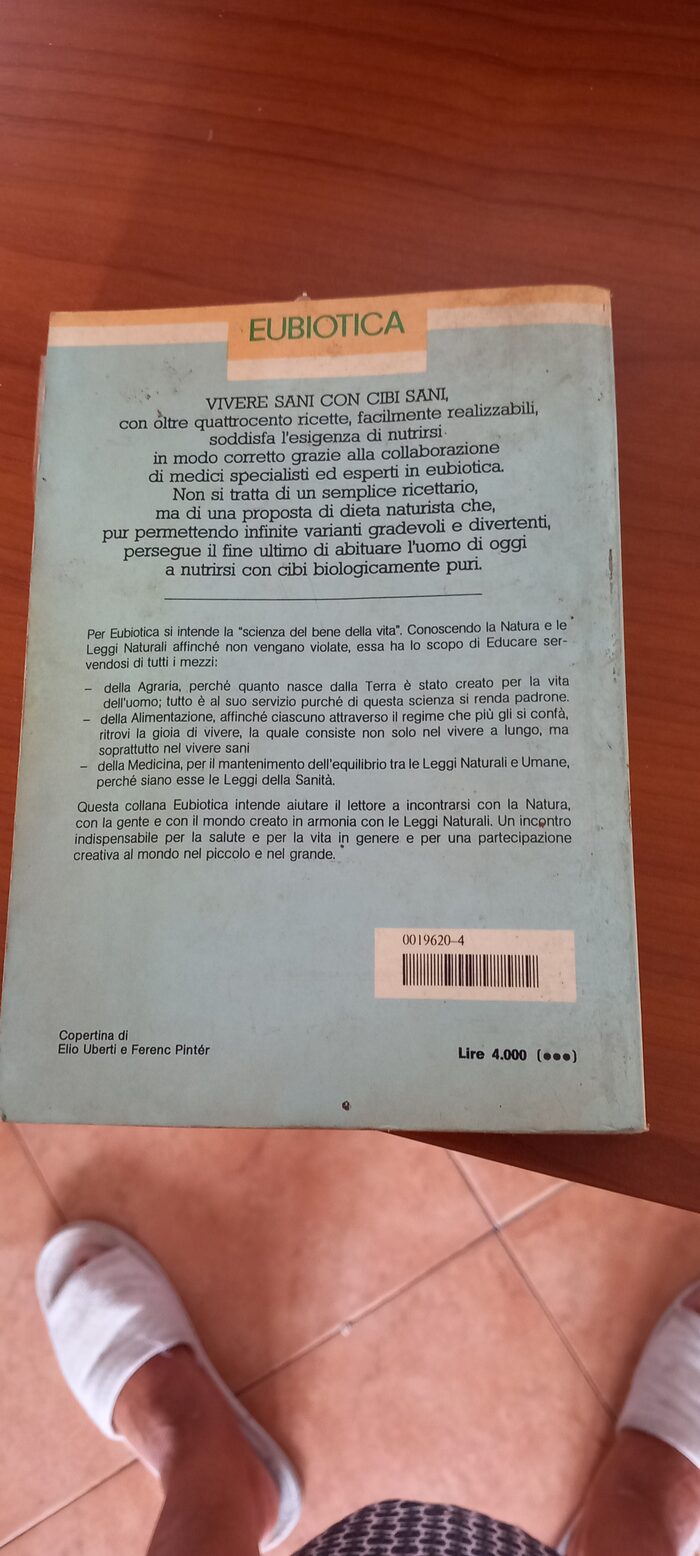 EUBIOTICA
VIVERE SANI CON CIBI SANI,
con oltre quattrocento ricette, facilmente realizzabili,
soddisfa l'esigenza di nutrirsi
in modo corretto grazie alla collaborazione
di medici specialisti ed esperti in eubiotica.
Non si tratta di un semplice ricettario,
ma di una proposta di dieta naturista che,
pur permettendo infinite varianti gradevoli e divertenti,
persegue il fine ultimo di abituare l'uomo di oggi
a nutrirsi con cibi biologicamente puri.
Per Eubiotica si intende la "scienza del bene della vita". Conoscendo la Natura e le
Leggi Naturali affinché non vengano violate, essa ha lo scopo di Educare ser-
vendosi di tutti i mezzi:
– della Agraria, perché quanto nasce dalla Terra è stato creato per la vita
dell'uomo; tutto è al suo servizio purché di questa scienza si renda padrone.
– della Alimentazione, affinché ciascuno attraverso il regime che più gli si confà,
ritrovi la gioia di vivere, la quale consiste non solo nel vivere a lungo, ma
soprattutto nel vivere sani
– della Medicina, per il mantenimento dell'equilibrio tra le Leggi Naturali e Umane,
perché siano esse le Leggi della Sanità.
Questa collana Eubiotica intende aiutare il lettore a incontrarsi con la Natura,
con la gente e con il mondo creato in armonia con le Leggi Naturali. Un incontro
indispensabile per la salute e per la vita in genere e per una partecipazione
creativa al mondo nel piccolo e nel grande.
0019620-4
Copertina di
Elio Uberti e Ferenc Pintér
Lire 4.000 (●●●)